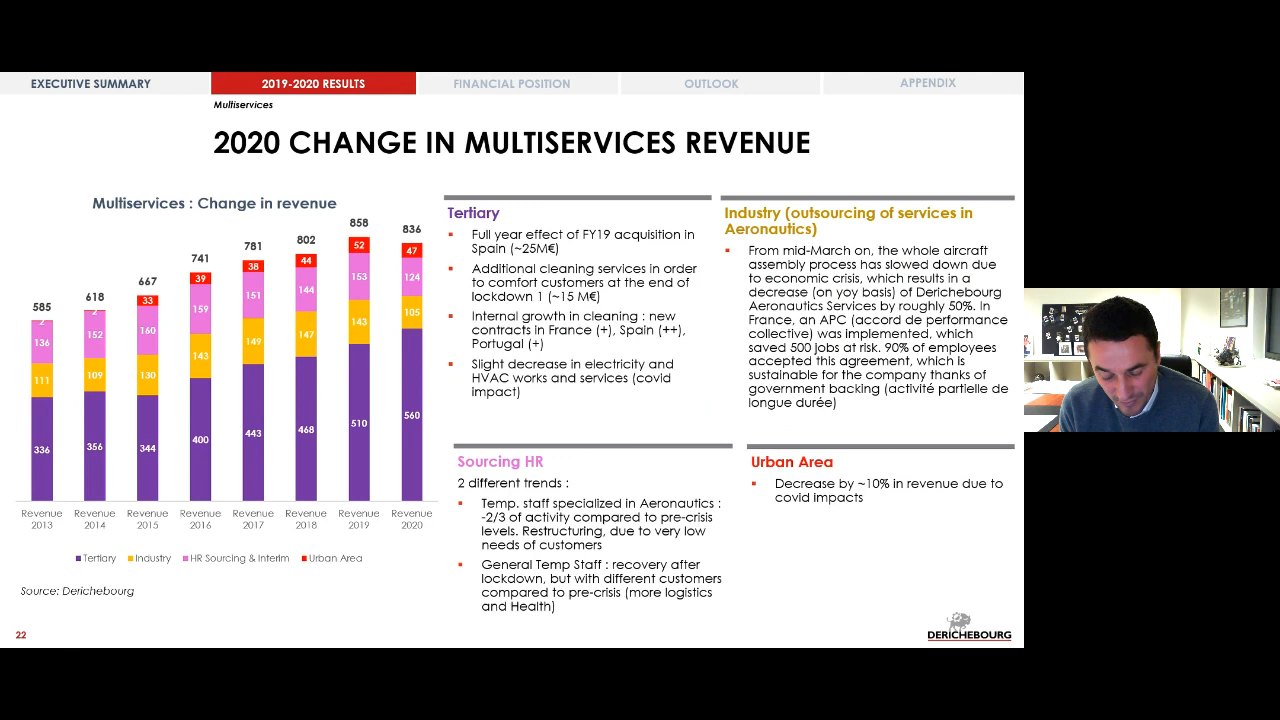 EXECUTIVE SUMMARY
2019-2020 RESULTS
FINANCIAL POSITION
OUTLOOK
APPENDIX
Multiservices
2020 CHANGE IN MULTISERVICES REVENUE
Multiservices : Change in revenue
585
618
667
741
781
802
858
836
2
136
111
336
2
152
109
356
33
160
130
344
39
159
143
400
38
151
149
443
44
144
147
468
52
153
143
510
47
124
105
560
Revenue 2013
Revenue 2014
Revenue 2015
Revenue 2016
Revenue 2017
Revenue 2018
Revenue 2019
Revenue 2020
Tertiary
Industry
HR Sourcing & Interim
Urban Area
Source: Derichebourg
22
Tertiary
Full year effect of FY19 acquisition in
Spain (~25M€)
Additional cleaning services in order
to comfort customers at the end of
lockdown 1 (~15 M€)
Internal growth in cleaning : new
contracts in France (+), Spain (++),
Portugal (+)
Slight decrease in electricity and
HVAC works and services (covid
impact)
Industry (outsourcing of services in
Aeronautics)
From mid-March on, the whole aircraft
assembly process has slowed down due
to economic crisis, which results in a
decrease (on yoy basis) of Derichebourg
Aeronautics Services by roughly 50%. In
France, an APC (accord de performance
collective) was implemented, which
saved 500 jobs at risk. 90% of employees
accepted this agreement, which is
sustainable for the company thanks of
government backing (activité partielle de
longue durée)
Sourcing HR
2 different trends :
Temp. staff specialized in Aeronautics :
-2/3 of activity compared to pre-crisis
levels. Restructuring, due to very low
needs of customers
General Temp Staff : recovery after
lockdown, but with different customers
compared to pre-crisis (more logistics
and Health)
Urban Area
Decrease by ~10% in revenue due to
covid impacts
DERICHEBOURG